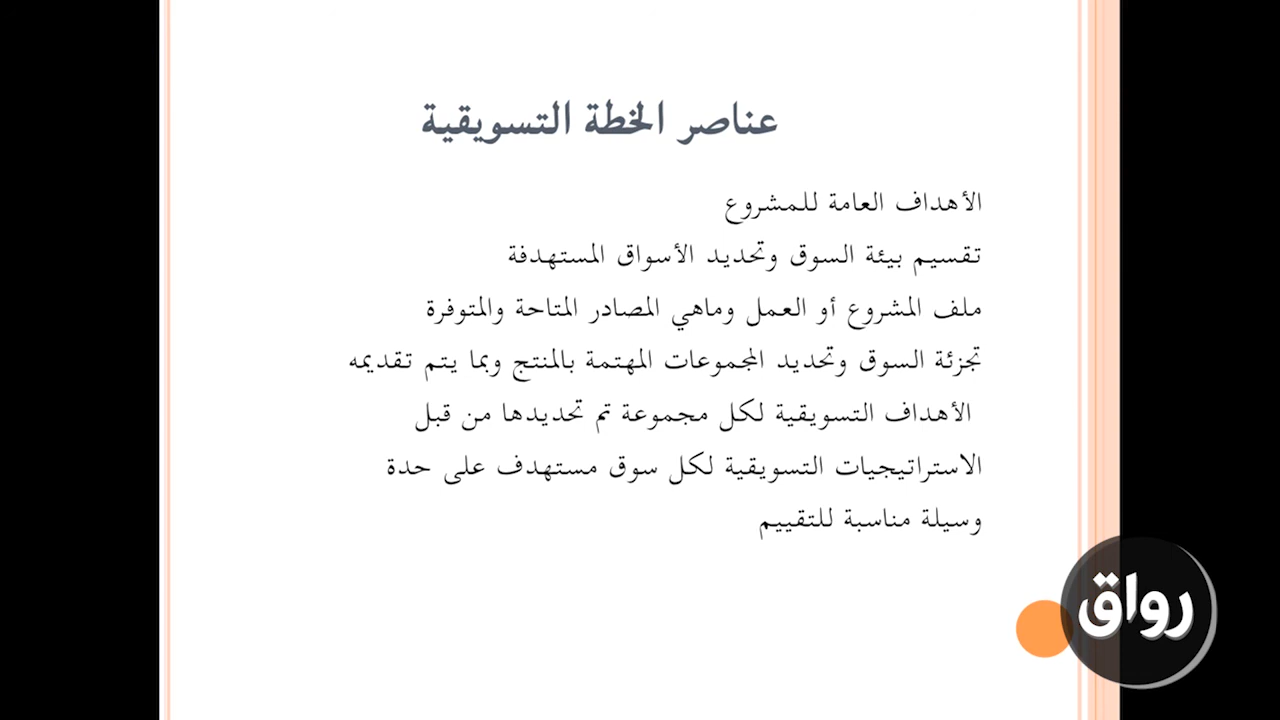 عناصر الخطة التسويقية
الأهداف العامة للمشروع
تقسيم بيئة السوق وتحديد الأسواق المستهدفة
ملف المشروع أو العمل وماهي المصادر المتاحة والمتوفرة
تجزئة السوق وتحديد المجموعات المهتمة بالمنتج وبما يتم تقديمه
الأهداف التسويقية لكل مجموعة تم تحديدها من قبل
الاستراتيجيات التسويقية لكل سوق مستهدف على حدة
وسيلة مناسبة للتقييم
رواق